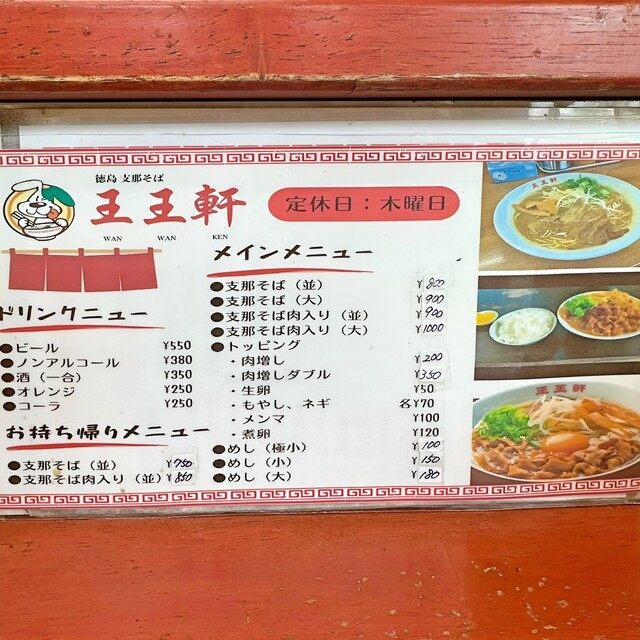 徳島 支那そば
王王軒
WAN WAN KEN
定休日：木曜日
ドリンクメニュー
●ビール ¥550
●ノンアルコール ¥380
●酒（一合） ¥350
●オレンジ ¥250
●コーラ ¥250
お持ち帰りメニュー
●支那そば（並） ¥750
●支那そば肉入り（並） ¥850
メインメニュー
●支那そば（並） ¥800
●支那そば（大） ¥900
●支那そば肉入り（並） ¥900
●支那そば肉入り（大） ¥1000
●トッピング
・肉増し ¥200
・肉増しダブル ¥350
・生卵 ¥50
・もやし、ネギ 各¥70
・メンマ ¥100
・煮卵 ¥120
●めし（極小） ¥100
●めし（小） ¥150
●めし（大） ¥180
王王軒
王王軒